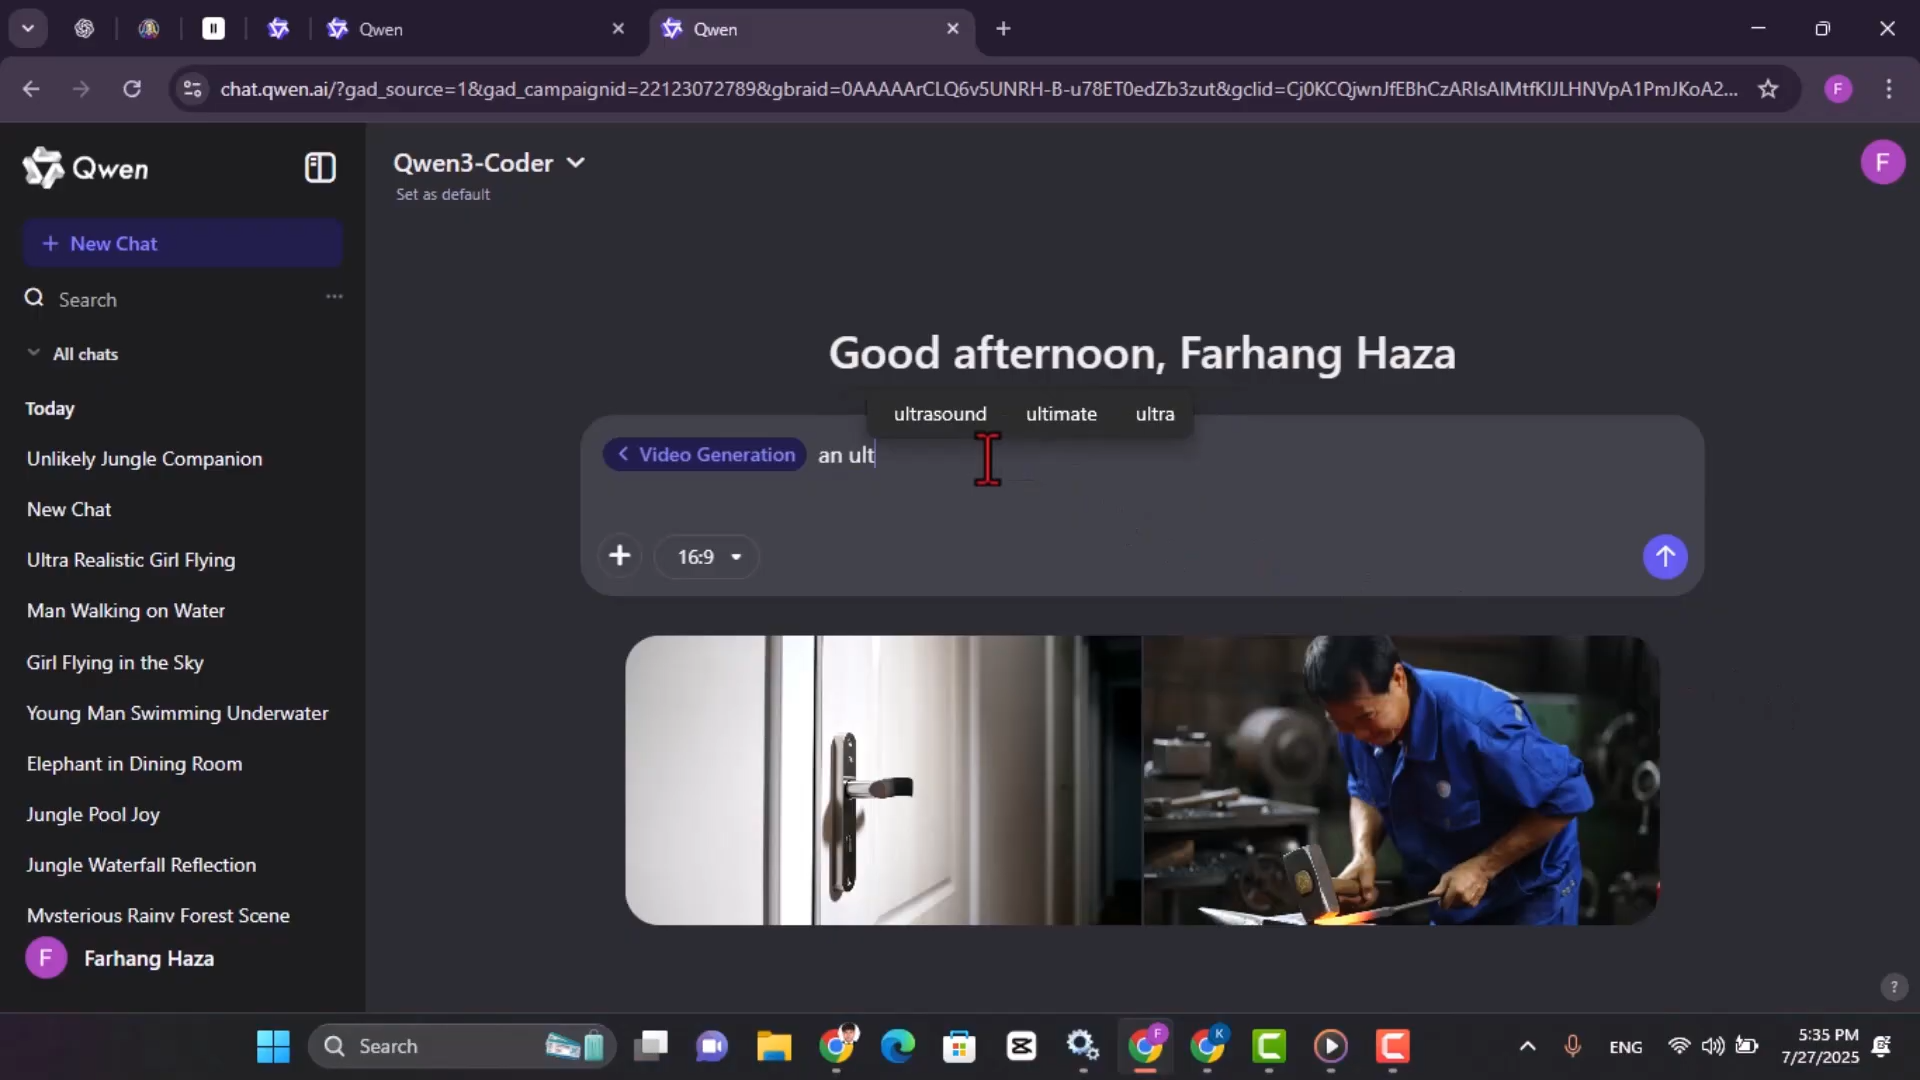 Qwen
Qwen
chat.qwen.ai/?gad_source=1&gad_campaignid=22123072789&gbraid=0AAAAArCLQ6v5UNRH-B-u78ET0edZb3zut&gclid=Cj0KCQjwnJfEBhCzARIsAIMtfKIJLHNVpA1PmJKoA2...
F
Qwen
Qwen3-Coder
F
Set as default
+ New Chat
Search
All chats
Good afternoon, Farhang Haza
Today
ultrasound ultimate ultra
Unlikely Jungle Companion
Video Generation an ult
New Chat
Ultra Realistic Girl Flying
16:9
Man Walking on Water
Girl Flying in the Sky
Young Man Swimming Underwater
Elephant in Dining Room
Jungle Pool Joy
Jungle Waterfall Reflection
Mysterious Rainy Forest Scene
F Farhang Haza
?
Search
F
K
ENG
5:35 PM
7/27/2025